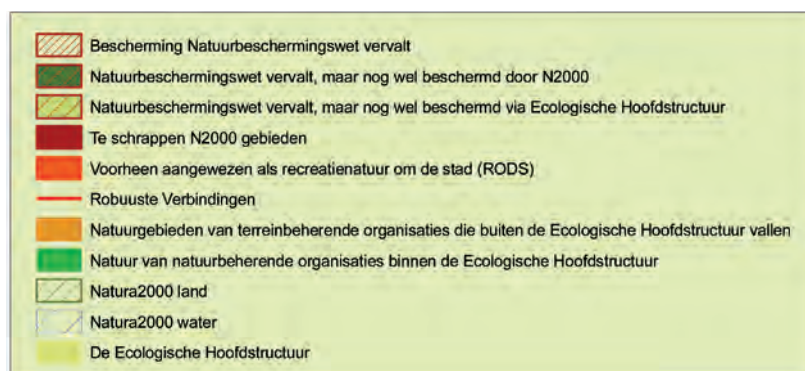 Bescherming Natuurbeschermingswet vervalt
Natuurbeschermingswet vervalt, maar nog wel beschermd door N2000
Natuurbeschermingswet vervalt, maar nog wel beschermd via Ecologische Hoofdstructuur
Te schrappen N2000 gebieden
Voorheen aangewezen als recreatienatuur om de stad (RODS)
Robuuste Verbindingen
Natuurgebieden van terreinbeherende organisaties die buiten de Ecologische Hoofdstructuur vallen
Natuur van natuurbeherende organisaties binnen de Ecologische Hoofdstructuur
Natura2000 land
Natura2000 water
De Ecologische Hoofdstructuur